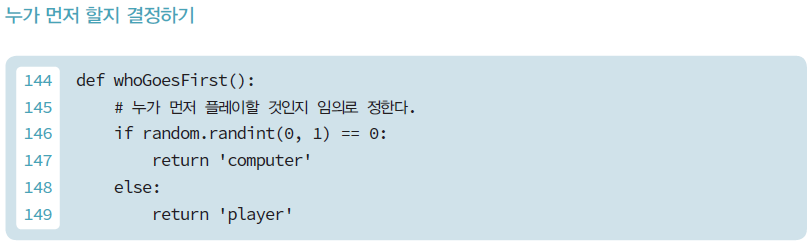 누가 먼저 할지 결정하기
144 def whoGoesFirst():
145     # 누가 먼저 플레이할 것인지 임의로 정한다.
146     if random.randint(0, 1) == 0:
147         return 'computer'
148     else:
149         return 'player'